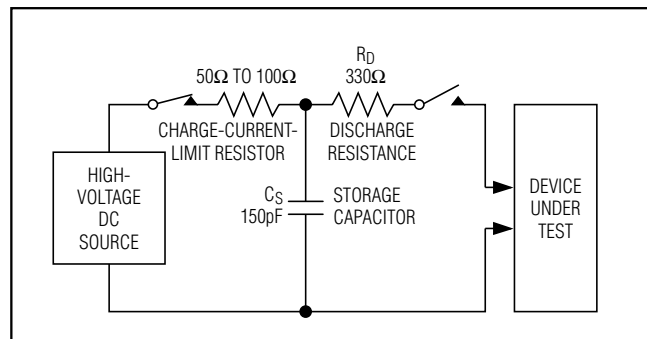 R_D
50Ω TO 100Ω
330Ω
CHARGE-CURRENT-
LIMIT RESISTOR
DISCHARGE
RESISTANCE
HIGH-
VOLTAGE
DC
SOURCE
C_S
150pF
STORAGE
CAPACITOR
DEVICE
UNDER
TEST